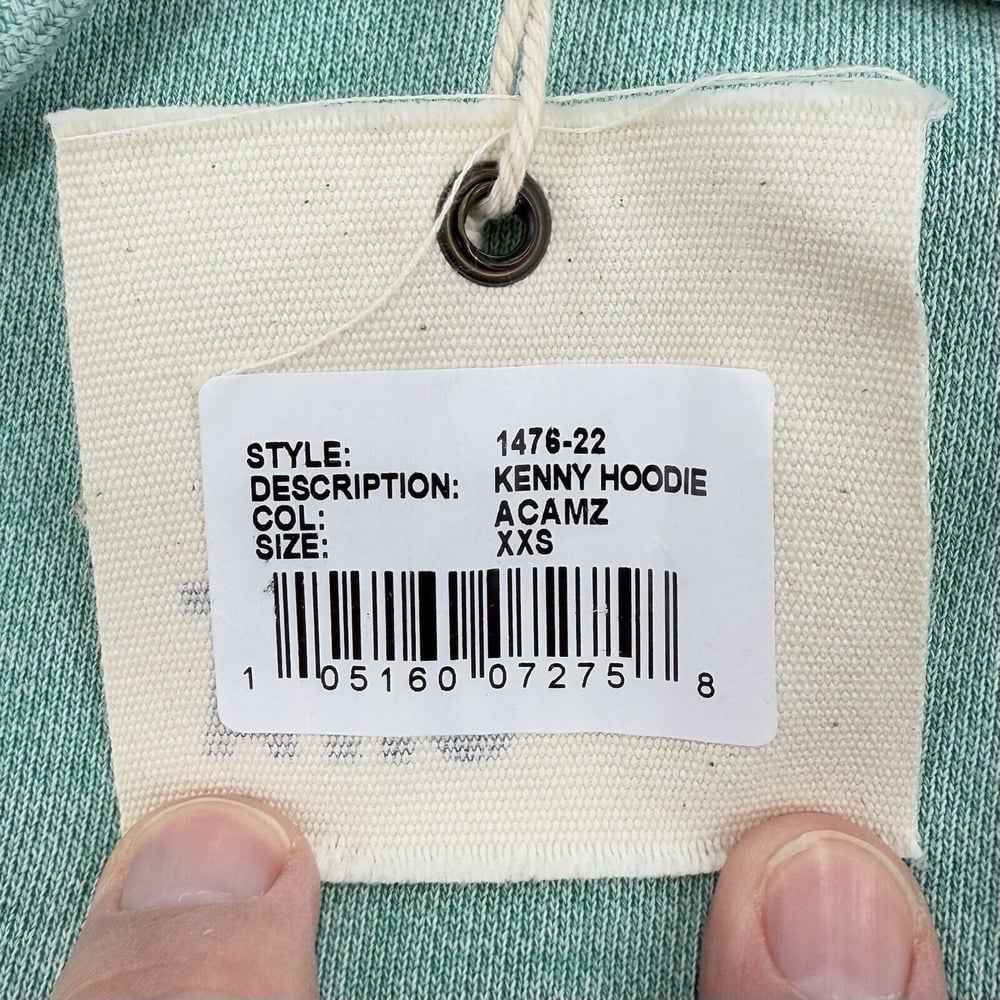 STYLE: 1476-22
DESCRIPTION: KENNY HOODIE
COL: ACAMZ
SIZE: XXS
1 05160 07275 8